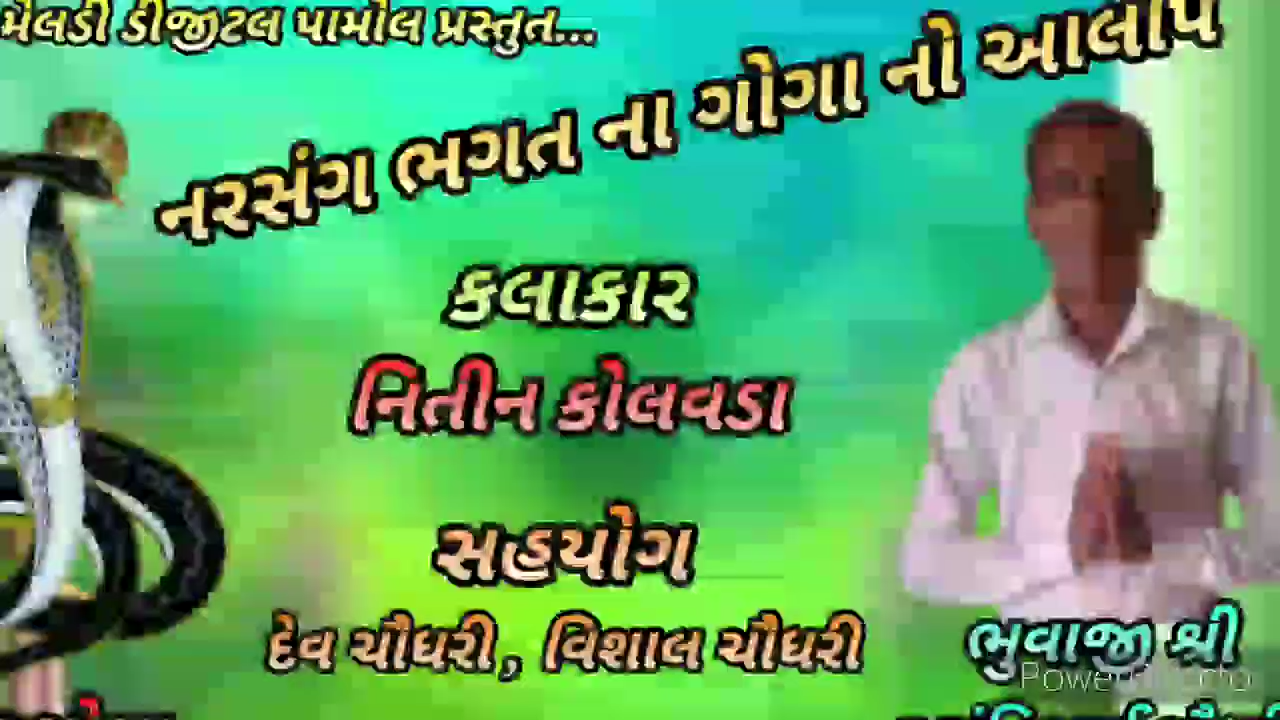 મેલડી ડીજીટલ પામોલ પ્રસ્તુત...
નરસંગ ભગત ના ગોગા નો આલાપ
કલાકાર
નિતીન કોલવડા
સહયોગ
દેવ ચૌધરી, વિશાલ ચૌધરી
ભુવાજી શ્રી